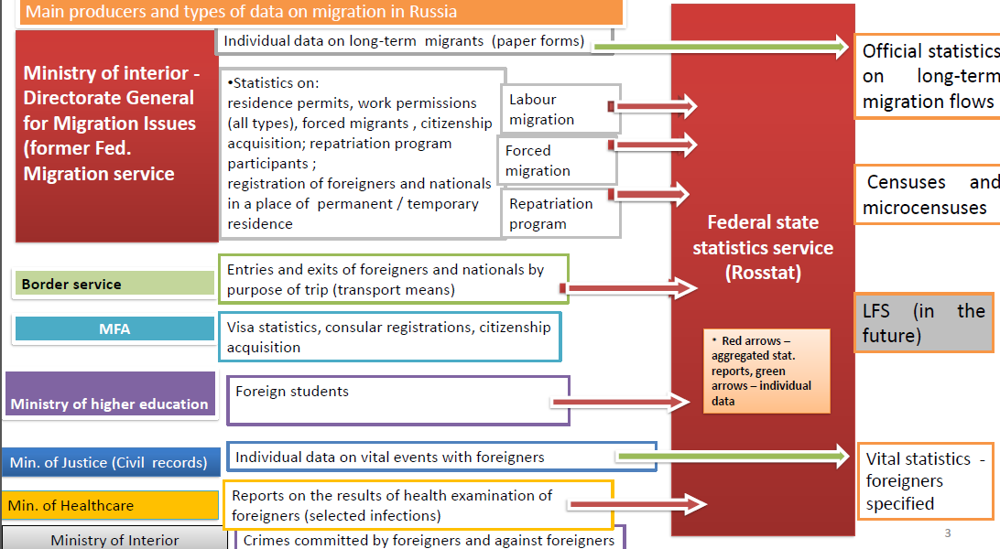 Main producers and types of data on migration in Russia
Ministry of interior -
Directorate General
for Migration Issues
(former Fed.
Migration service
Individual data on long-term  migrants  (paper forms)
•Statistics on:
residence permits, work permissions
(all types), forced migrants , citizenship
acquisition; repatriation program
participants ;
registration of foreigners and nationals
in a place of  permanent / temporary
residence
Labour
migration
Forced
migration
Repatriation
program
Border service
Entries and exits of foreigners and nationals by
purpose of trip (transport means)
MFA
Visa statistics, consular registrations, citizenship
acquisition
Ministry of higher education
Foreign students
Min. of Justice (Civil  records)
Individual data on vital events with foreigners
Min. of Healthcare
Reports on the results of health examination of
foreigners (selected infections)
Ministry of Interior
Crimes committed by foreigners and against foreigners
Federal state
statistics service
(Rosstat)
* Red arrows –
aggregated stat.
reports, green
arrows – individual
data
Official statistics
on long-term
migration flows
Censuses and
microcensuses
LFS (in the
future)
Vital statistics -
foreigners
specified
3